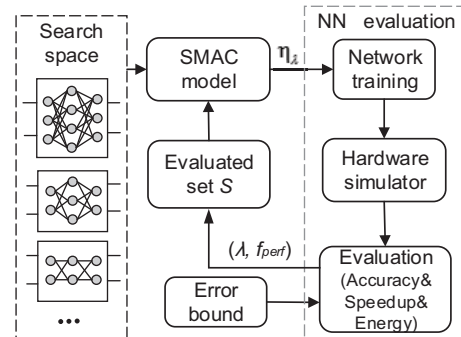 Search
space
•••
SMAC
model
η_λ
Evaluated
set S
(λ, f_perf)
Error
bound
NN evaluation
Network
training
Hardware
simulator
Evaluation
(Accuracy&
Speedup&
Energy)